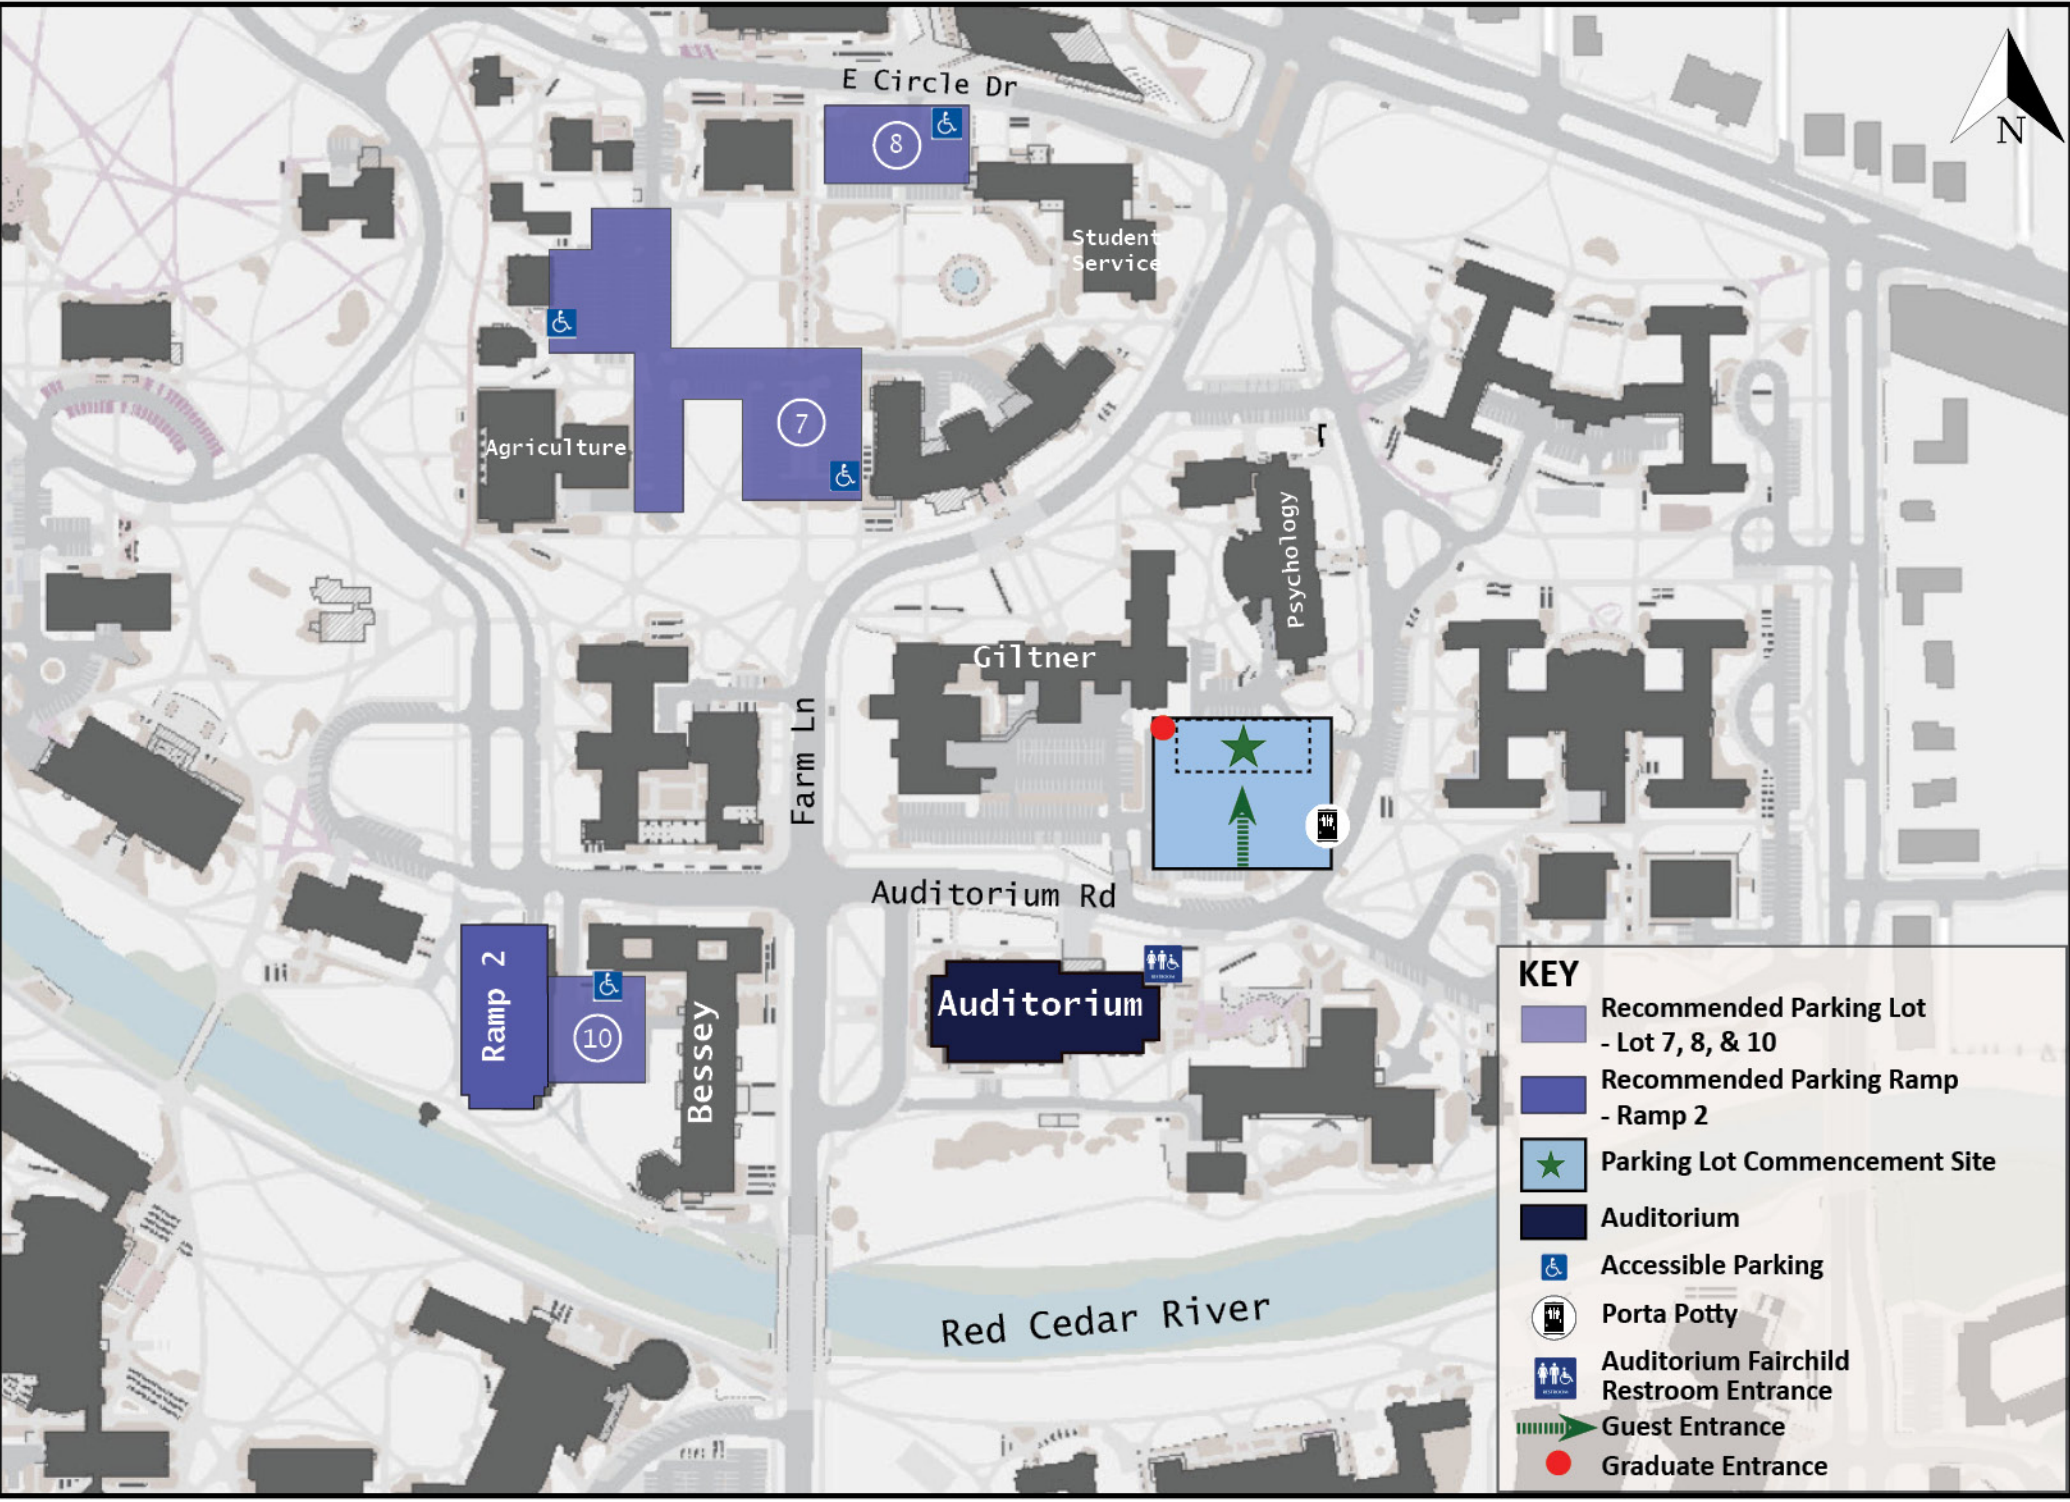 E Circle Dr
N
8
Student
Service
7
Agriculture
Psychology
Giltner
Farm Ln
Auditorium Rd
Ramp 2
10
Bessey
Auditorium
Red Cedar River
KEY
Recommended Parking Lot
- Lot 7, 8, & 10
Recommended Parking Ramp
- Ramp 2
Parking Lot Commencement Site
Auditorium
Accessible Parking
Porta Potty
Auditorium Fairchild
Restroom Entrance
Guest Entrance
Graduate Entrance